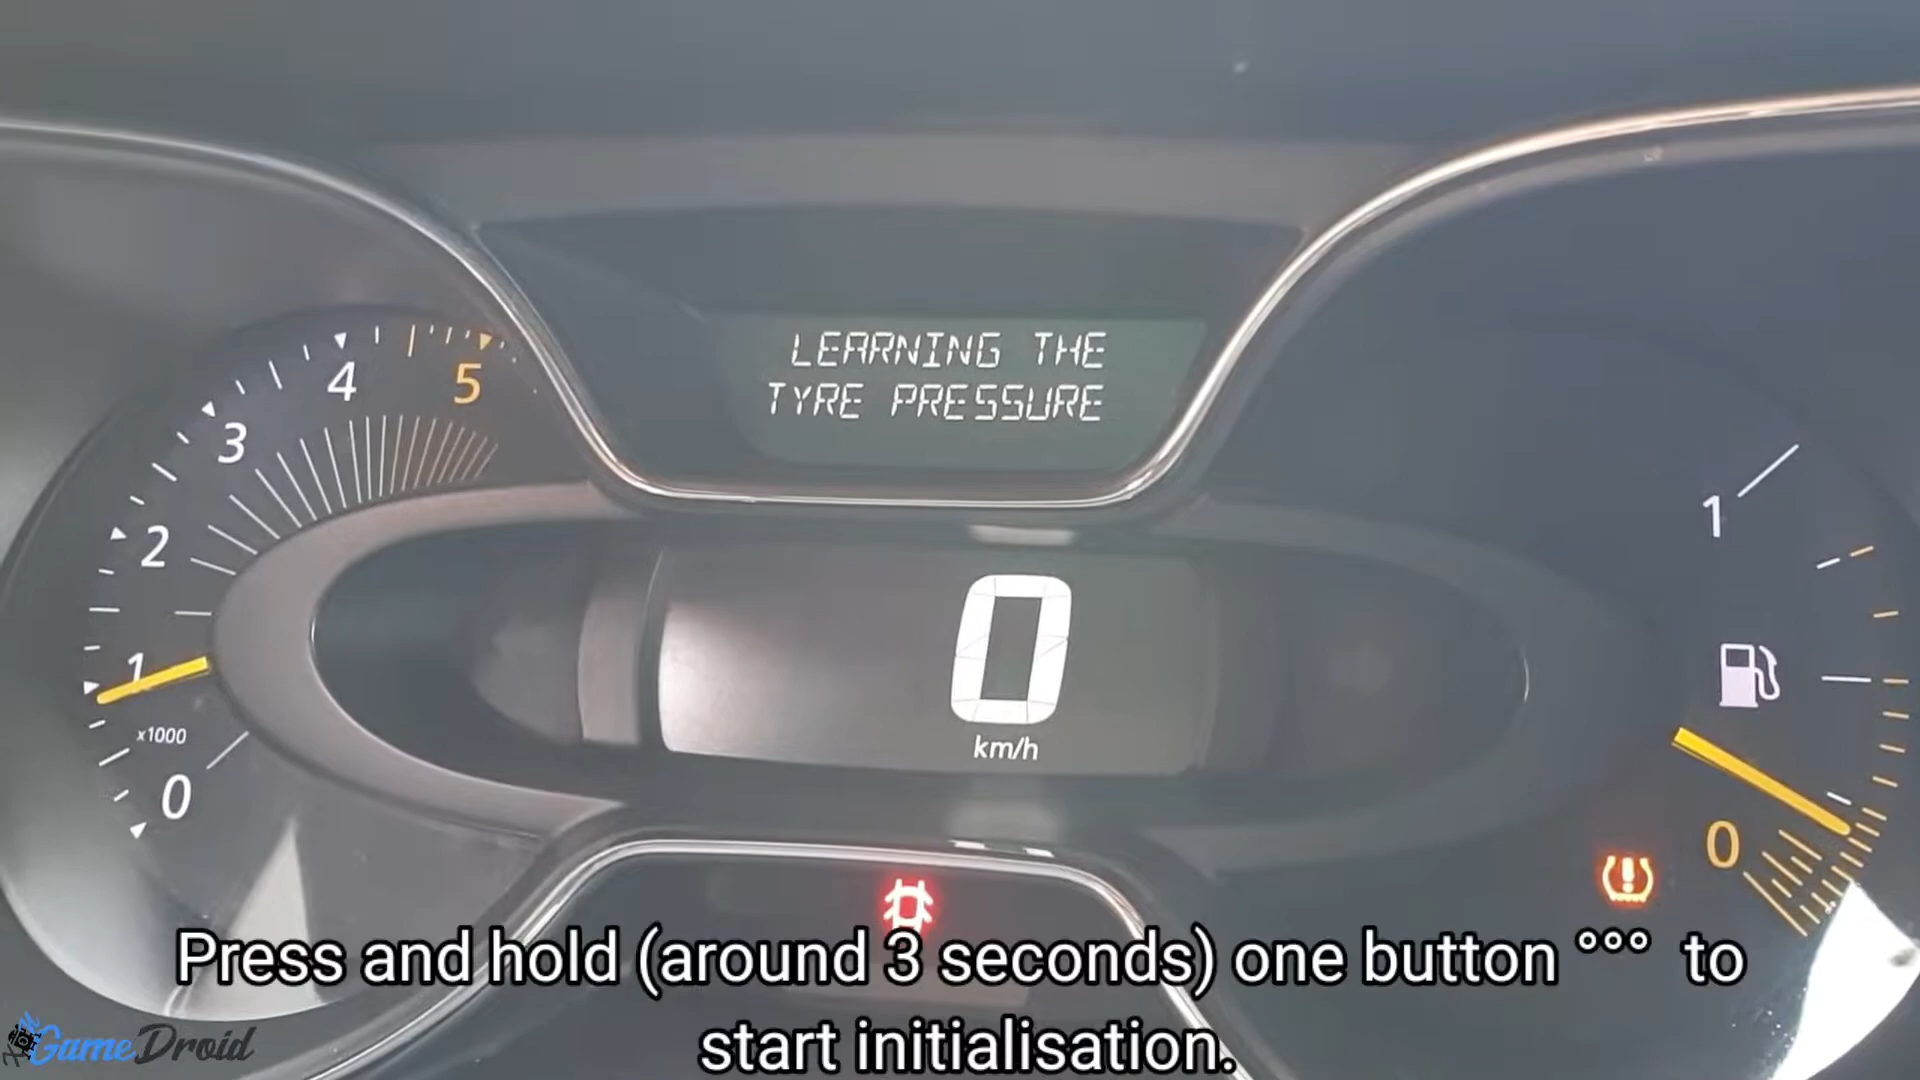 LEARNING THE
TYRE PRESSURE
4
5
3
2
1
x1000
0
0
km/h
1
0
Press and hold (around 3 seconds) one button °°° to
start initialisation.
GameDroid